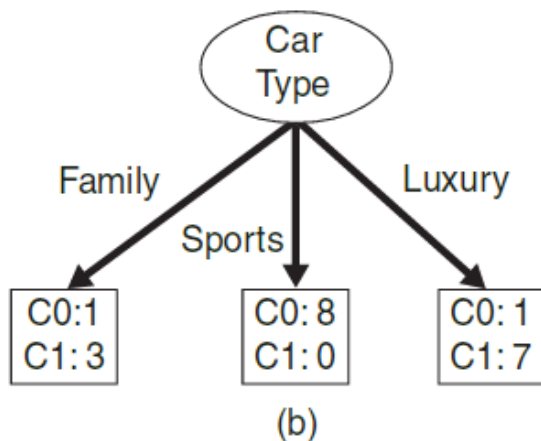 Car
Type
Family
Luxury
Sports
C0:1
C1: 3
C0: 8
C1: 0
C0: 1
C1: 7
(b)